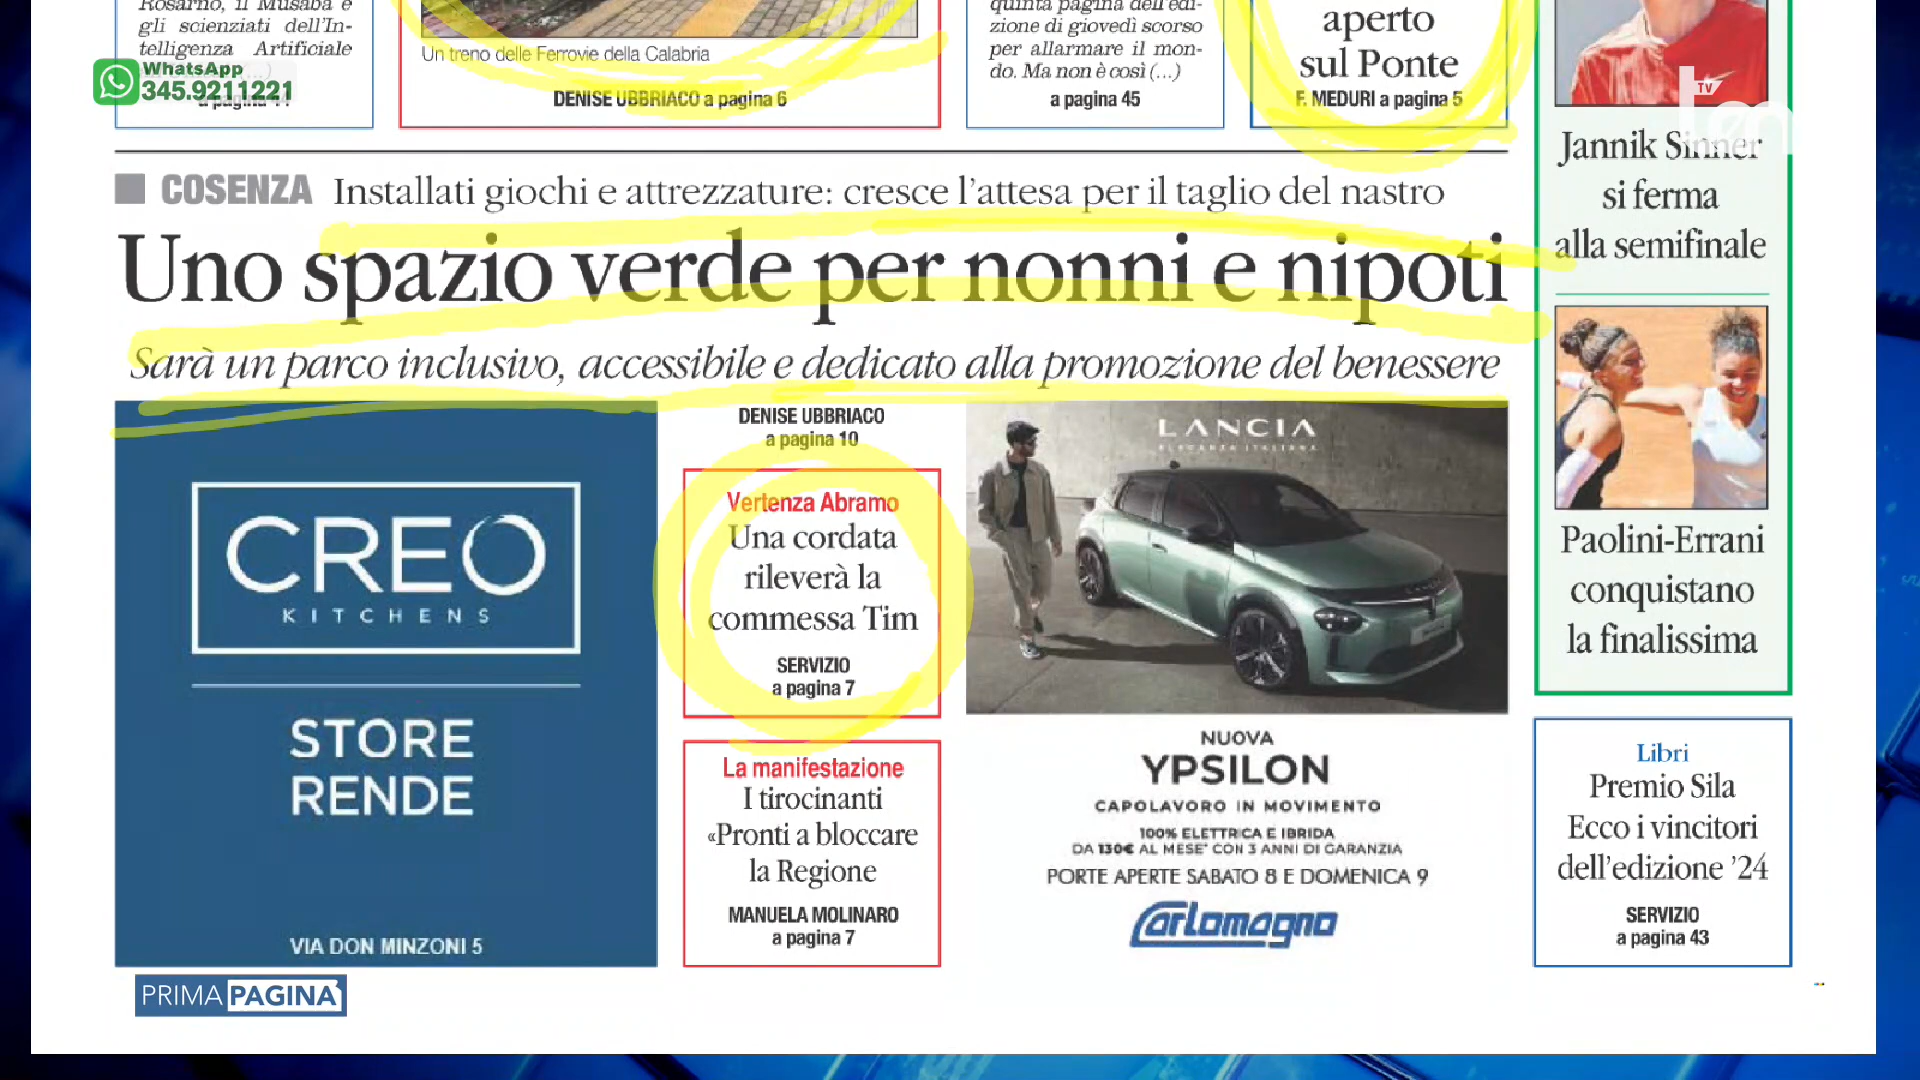 Rosarno, il Musaba e
gli scienziati dell'In-
telligenza Artificiale
WhatsApp
345.9211221
Un treno delle Ferrovie della Calabria
DENISE UBBRIACO a pagina 6
quinta pagina dell'edi-
zione di giovedì scorso
per allarmare il mon-
do. Ma non è così (...)
a pagina 45
aperto
sul Ponte
F. MEDURI a pagina 5
TV
ten
Jannik Sinner
si ferma
alla semifinale
COSENZA Installati giochi e attrezzature: cresce l'attesa per il taglio del nastro
Uno spazio verde per nonni e nipoti
Sarà un parco inclusivo, accessibile e dedicato alla promozione del benessere
CREO
KITCHENS
STORE
RENDE
VIA DON MINZONI 5
DENISE UBBRIACO
a pagina 10
Vertenza Abramo
Una cordata
rileverà la
commessa Tim
SERVIZIO
a pagina 7
La manifestazione
I tirocinanti
«Pronti a bloccare
la Regione
MANUELA MOLINARO
a pagina 7
LANCIA
ELEGANZA ITALIANA
NUOVA
YPSILON
CAPOLAVORO IN MOVIMENTO
100% ELETTRICA E IBRIDA
DA 130€ AL MESE* CON 3 ANNI DI GARANZIA
PORTE APERTE SABATO 8 E DOMENICA 9
Carlomagno
Paolini-Errani
conquistano
la finalissima
Libri
Premio Sila
Ecco i vincitori
dell'edizione '24
SERVIZIO
a pagina 43
PRIMA PAGINA